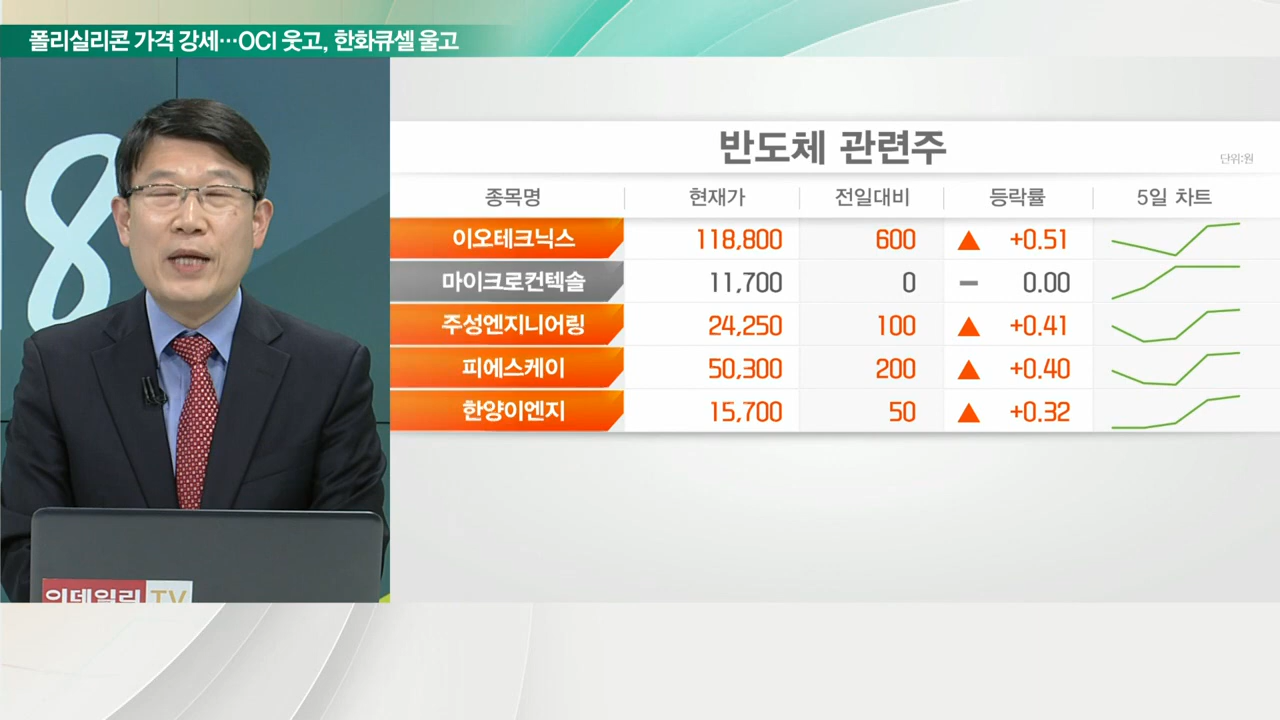 폴리실리콘 가격 강세…OCI 웃고, 한화큐셀 울고
8
반도체 관련주
단위:원
종목명 현재가 전일대비 등락률 5일 차트
이오테크닉스 118,800 600 ▲ +0.51
마이크로컨텍솔 11,700 0 － 0.00
주성엔지니어링 24,250 100 ▲ +0.41
피에스케이 50,300 200 ▲ +0.40
한양이엔지 15,700 50 ▲ +0.32
이데일리 TV